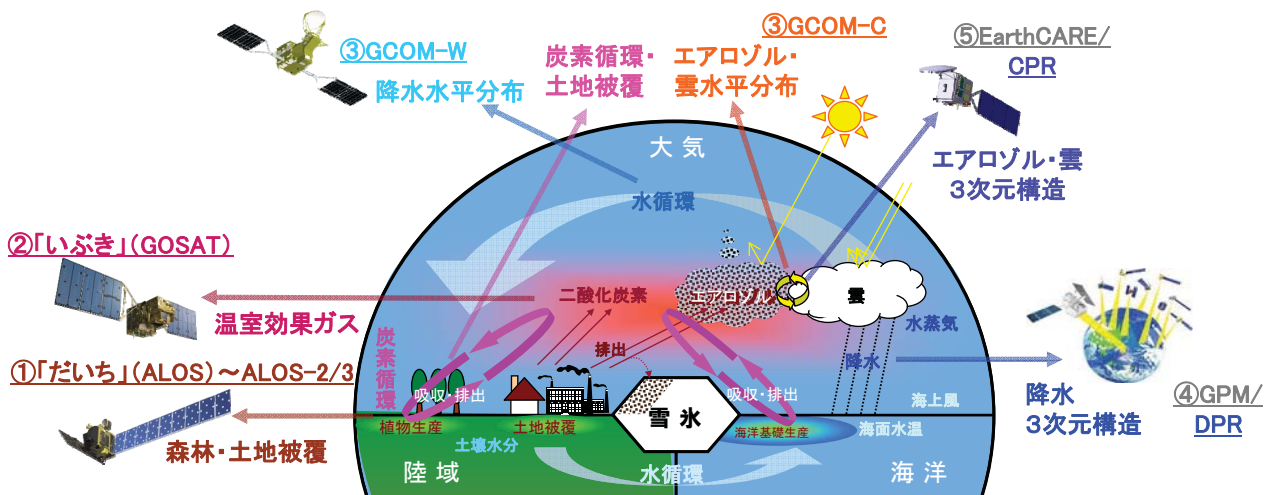 ③GCOM-W
降水水平分布
炭素循環・
土地被覆
③GCOM-C
エアロゾル・
雲水平分布
⑤EarthCARE/
CPR
エアロゾル・雲
3次元構造
大気
水循環
②「いぶき」(GOSAT)
温室効果ガス
①「だいち」(ALOS)～ALOS-2/3
森林・土地被覆
二酸化炭素
エアロゾル
雲
水蒸気
降水
排出
炭素循環
吸収・排出
吸収・排出
海上風
植物生産
土地被覆
雪氷
海洋基礎生産
海面水温
土壌水分
陸域
水循環
海洋
降水
3次元構造
④GPM/
DPR